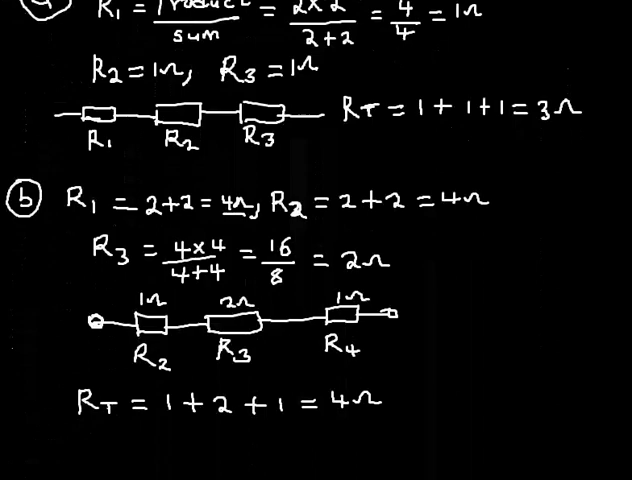 (a) R1 = Product/sum = 2×2/2+2 = 4/4 = 1Ω
R2 = 1Ω, R3 = 1Ω
R1 R2 R3 RT = 1 + 1 + 1 = 3Ω
(b) R1 = 2+2 = 4Ω, R2 = 2+2 = 4Ω
R3 = 4×4/4+4 = 16/8 = 2Ω
1Ω 2Ω 1Ω
R2 R3 R4
RT = 1 + 2 + 1 = 4Ω